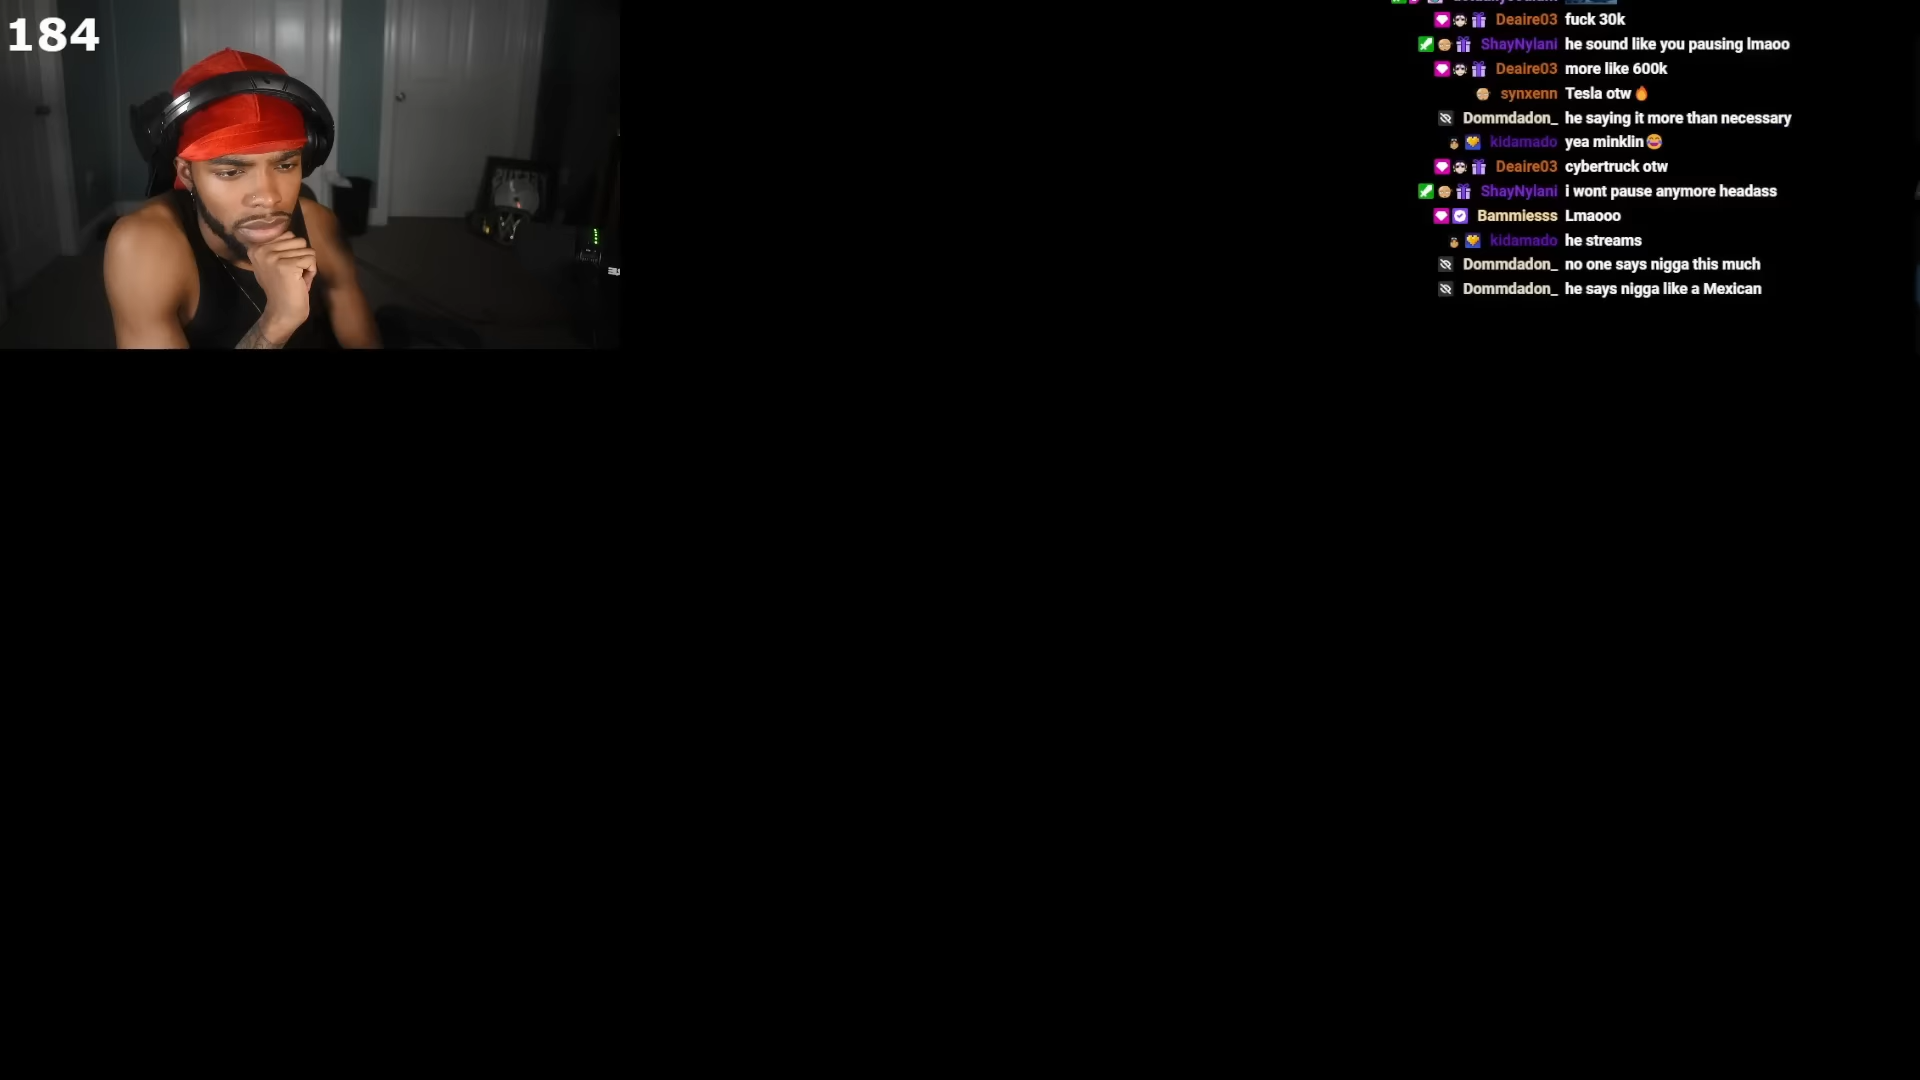 184
Deaire03 fuck 30k
ShayNylani he sound like you pausing lmaoo
Deaire03 more like 600k
synxenn Tesla otw🔥
Dommdadon_ he saying it more than necessary
kidamado yea minklin😂
Deaire03 cybertruck otw
ShayNylani i wont pause anymore headass
Bammiesss Lmaooo
kidamado he streams
Dommdadon_ no one says nigga this much
Dommdadon_ he says nigga like a Mexican